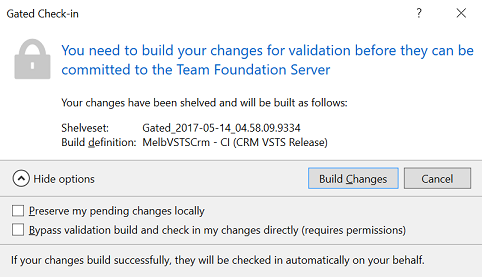 Gated Check-in
?
You need to build your changes for validation before they can be
committed to the Team Foundation Server
Your changes have been shelved and will be built as follows:
Shelveset: Gated_2017-05-14_04.58.09.9334
Build definition: MelbVSTSCrm - CI (CRM VSTS Release)
Hide options
Build Changes
Cancel
Preserve my pending changes locally
Bypass validation build and check in my changes directly (requires permissions)
If your changes build successfully, they will be checked in automatically on your behalf.